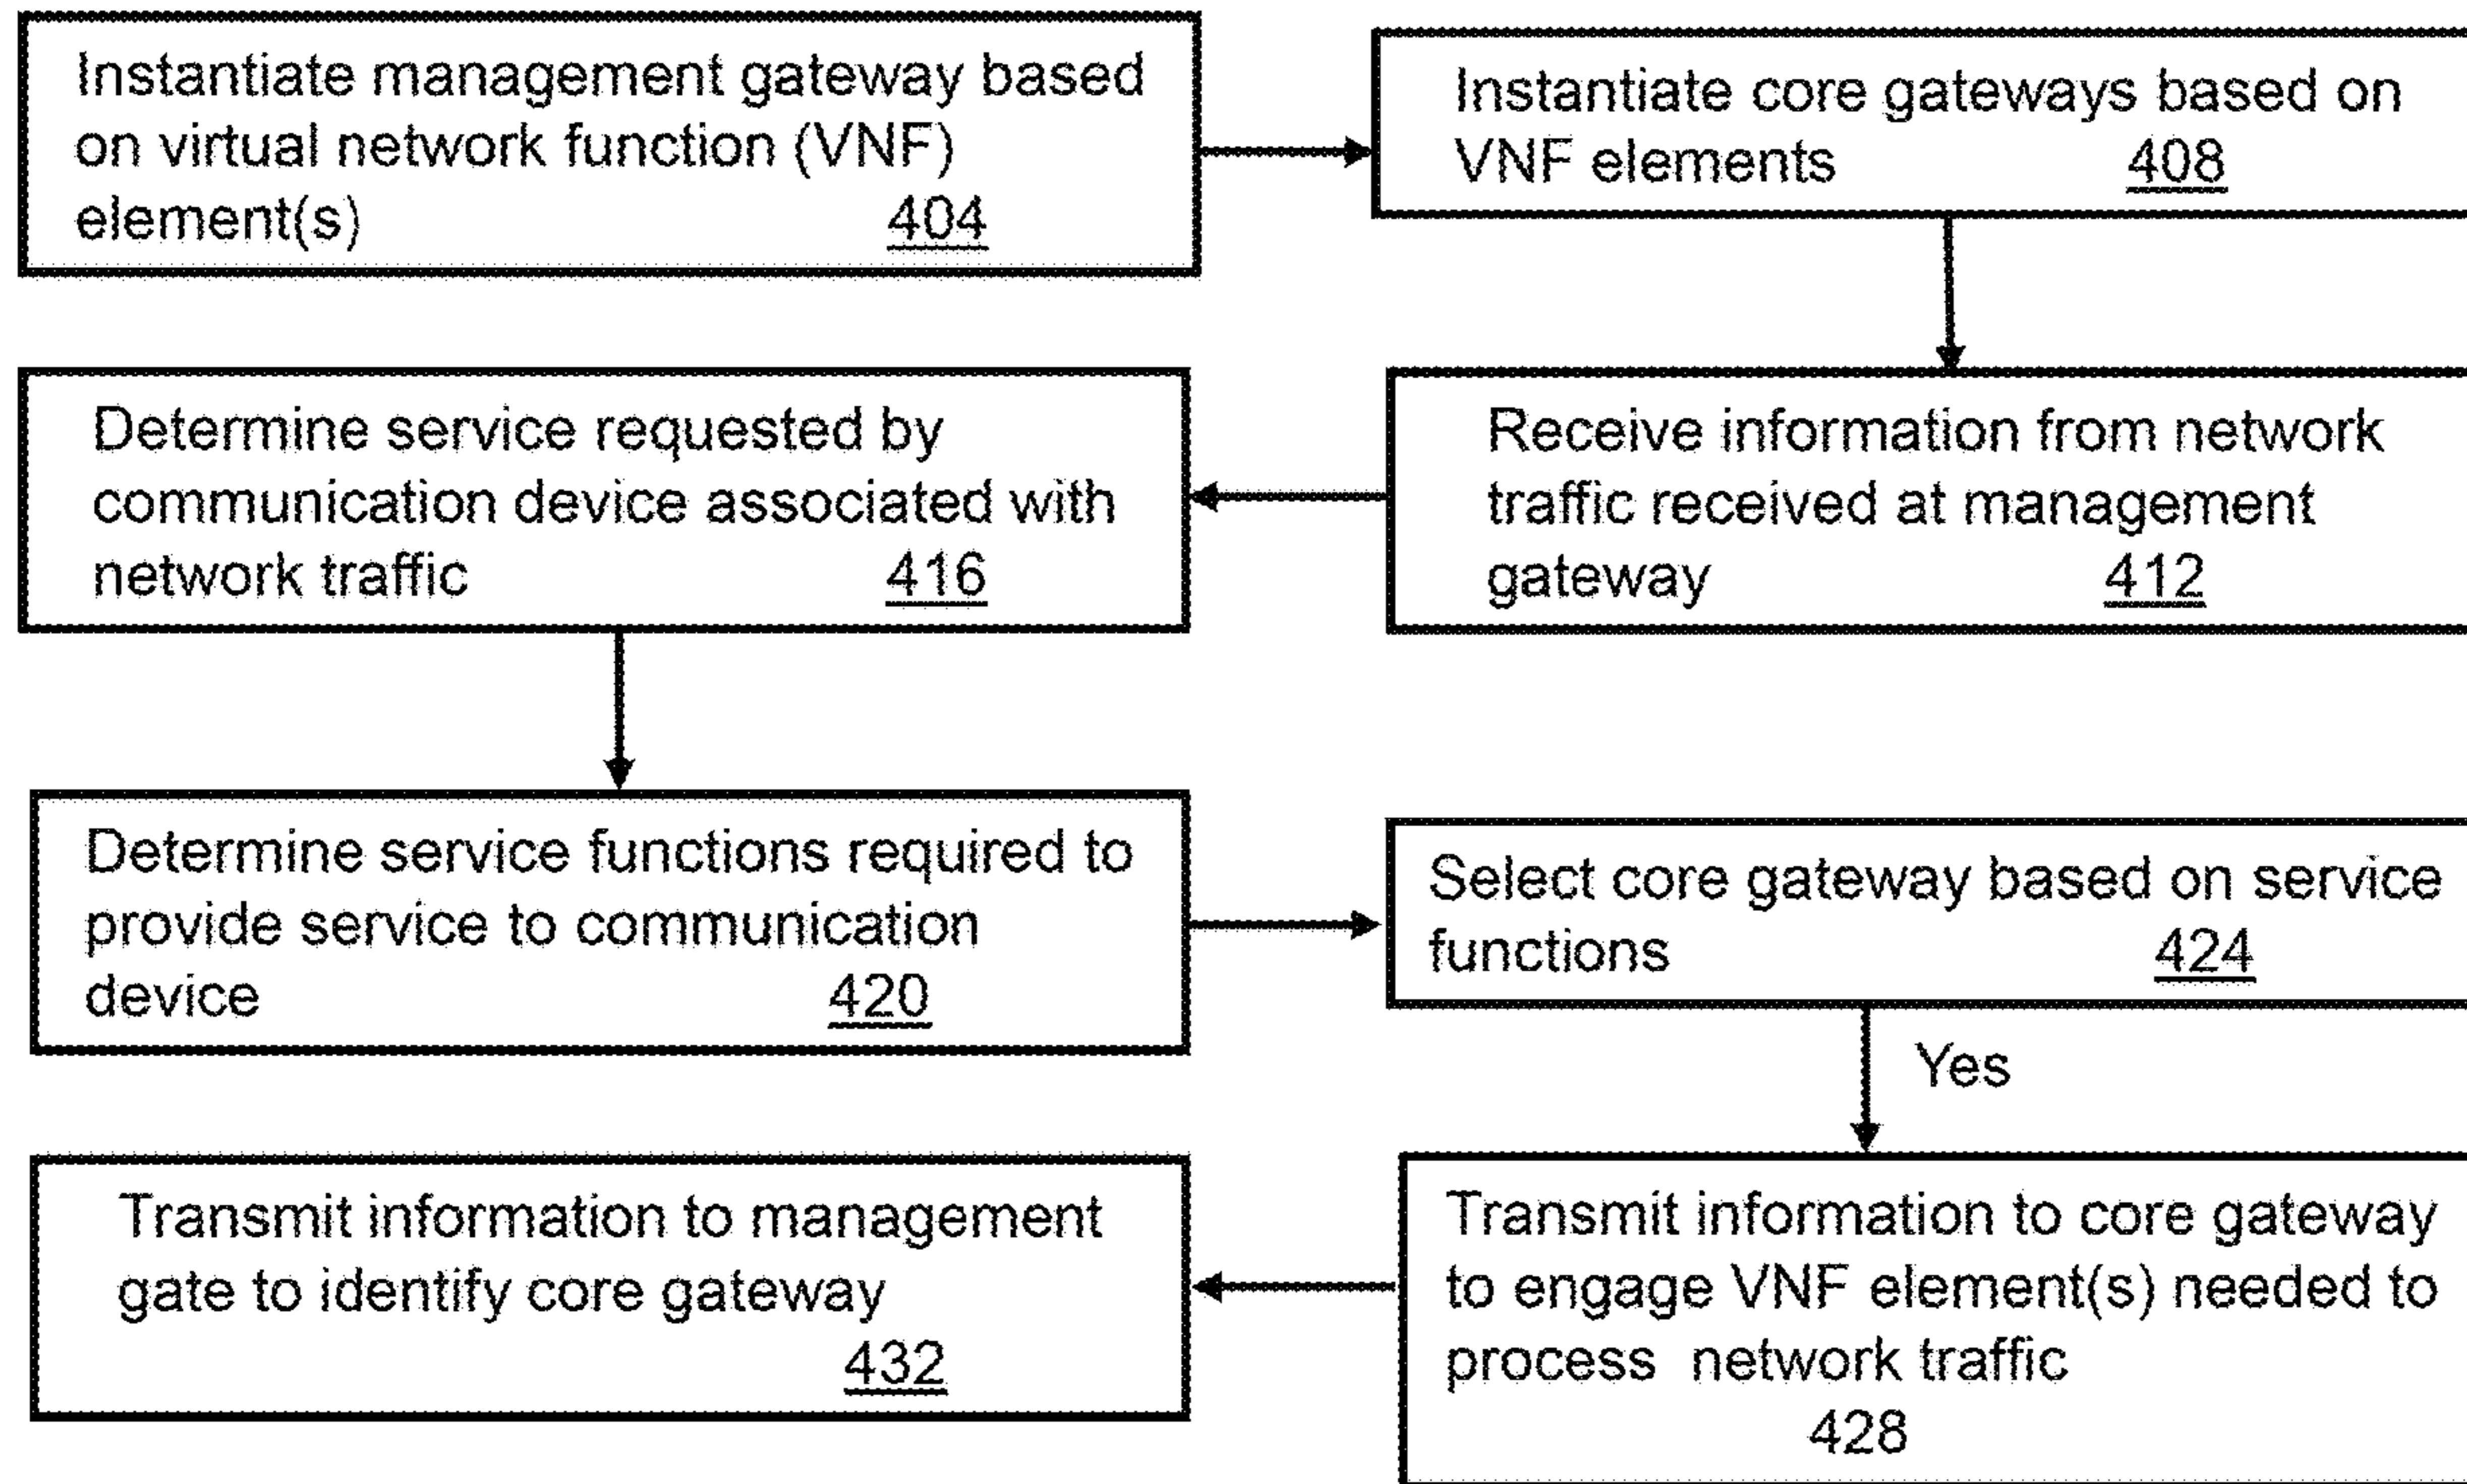 Instantiate management gateway based
on virtual network function (VNF)
element(s) 404
Instantiate core gateways based on
VNF elements 408
Receive information from network
traffic received at management
gateway 412
Determine service requested by
communication device associated with
network traffic 416
Determine service functions required to
provide service to communication
device 420
Select core gateway based on service
functions 424
Yes
Transmit information to core gateway
to engage VNF element(s) needed to
process network traffic
428
Transmit information to management
gate to identify core gateway
432